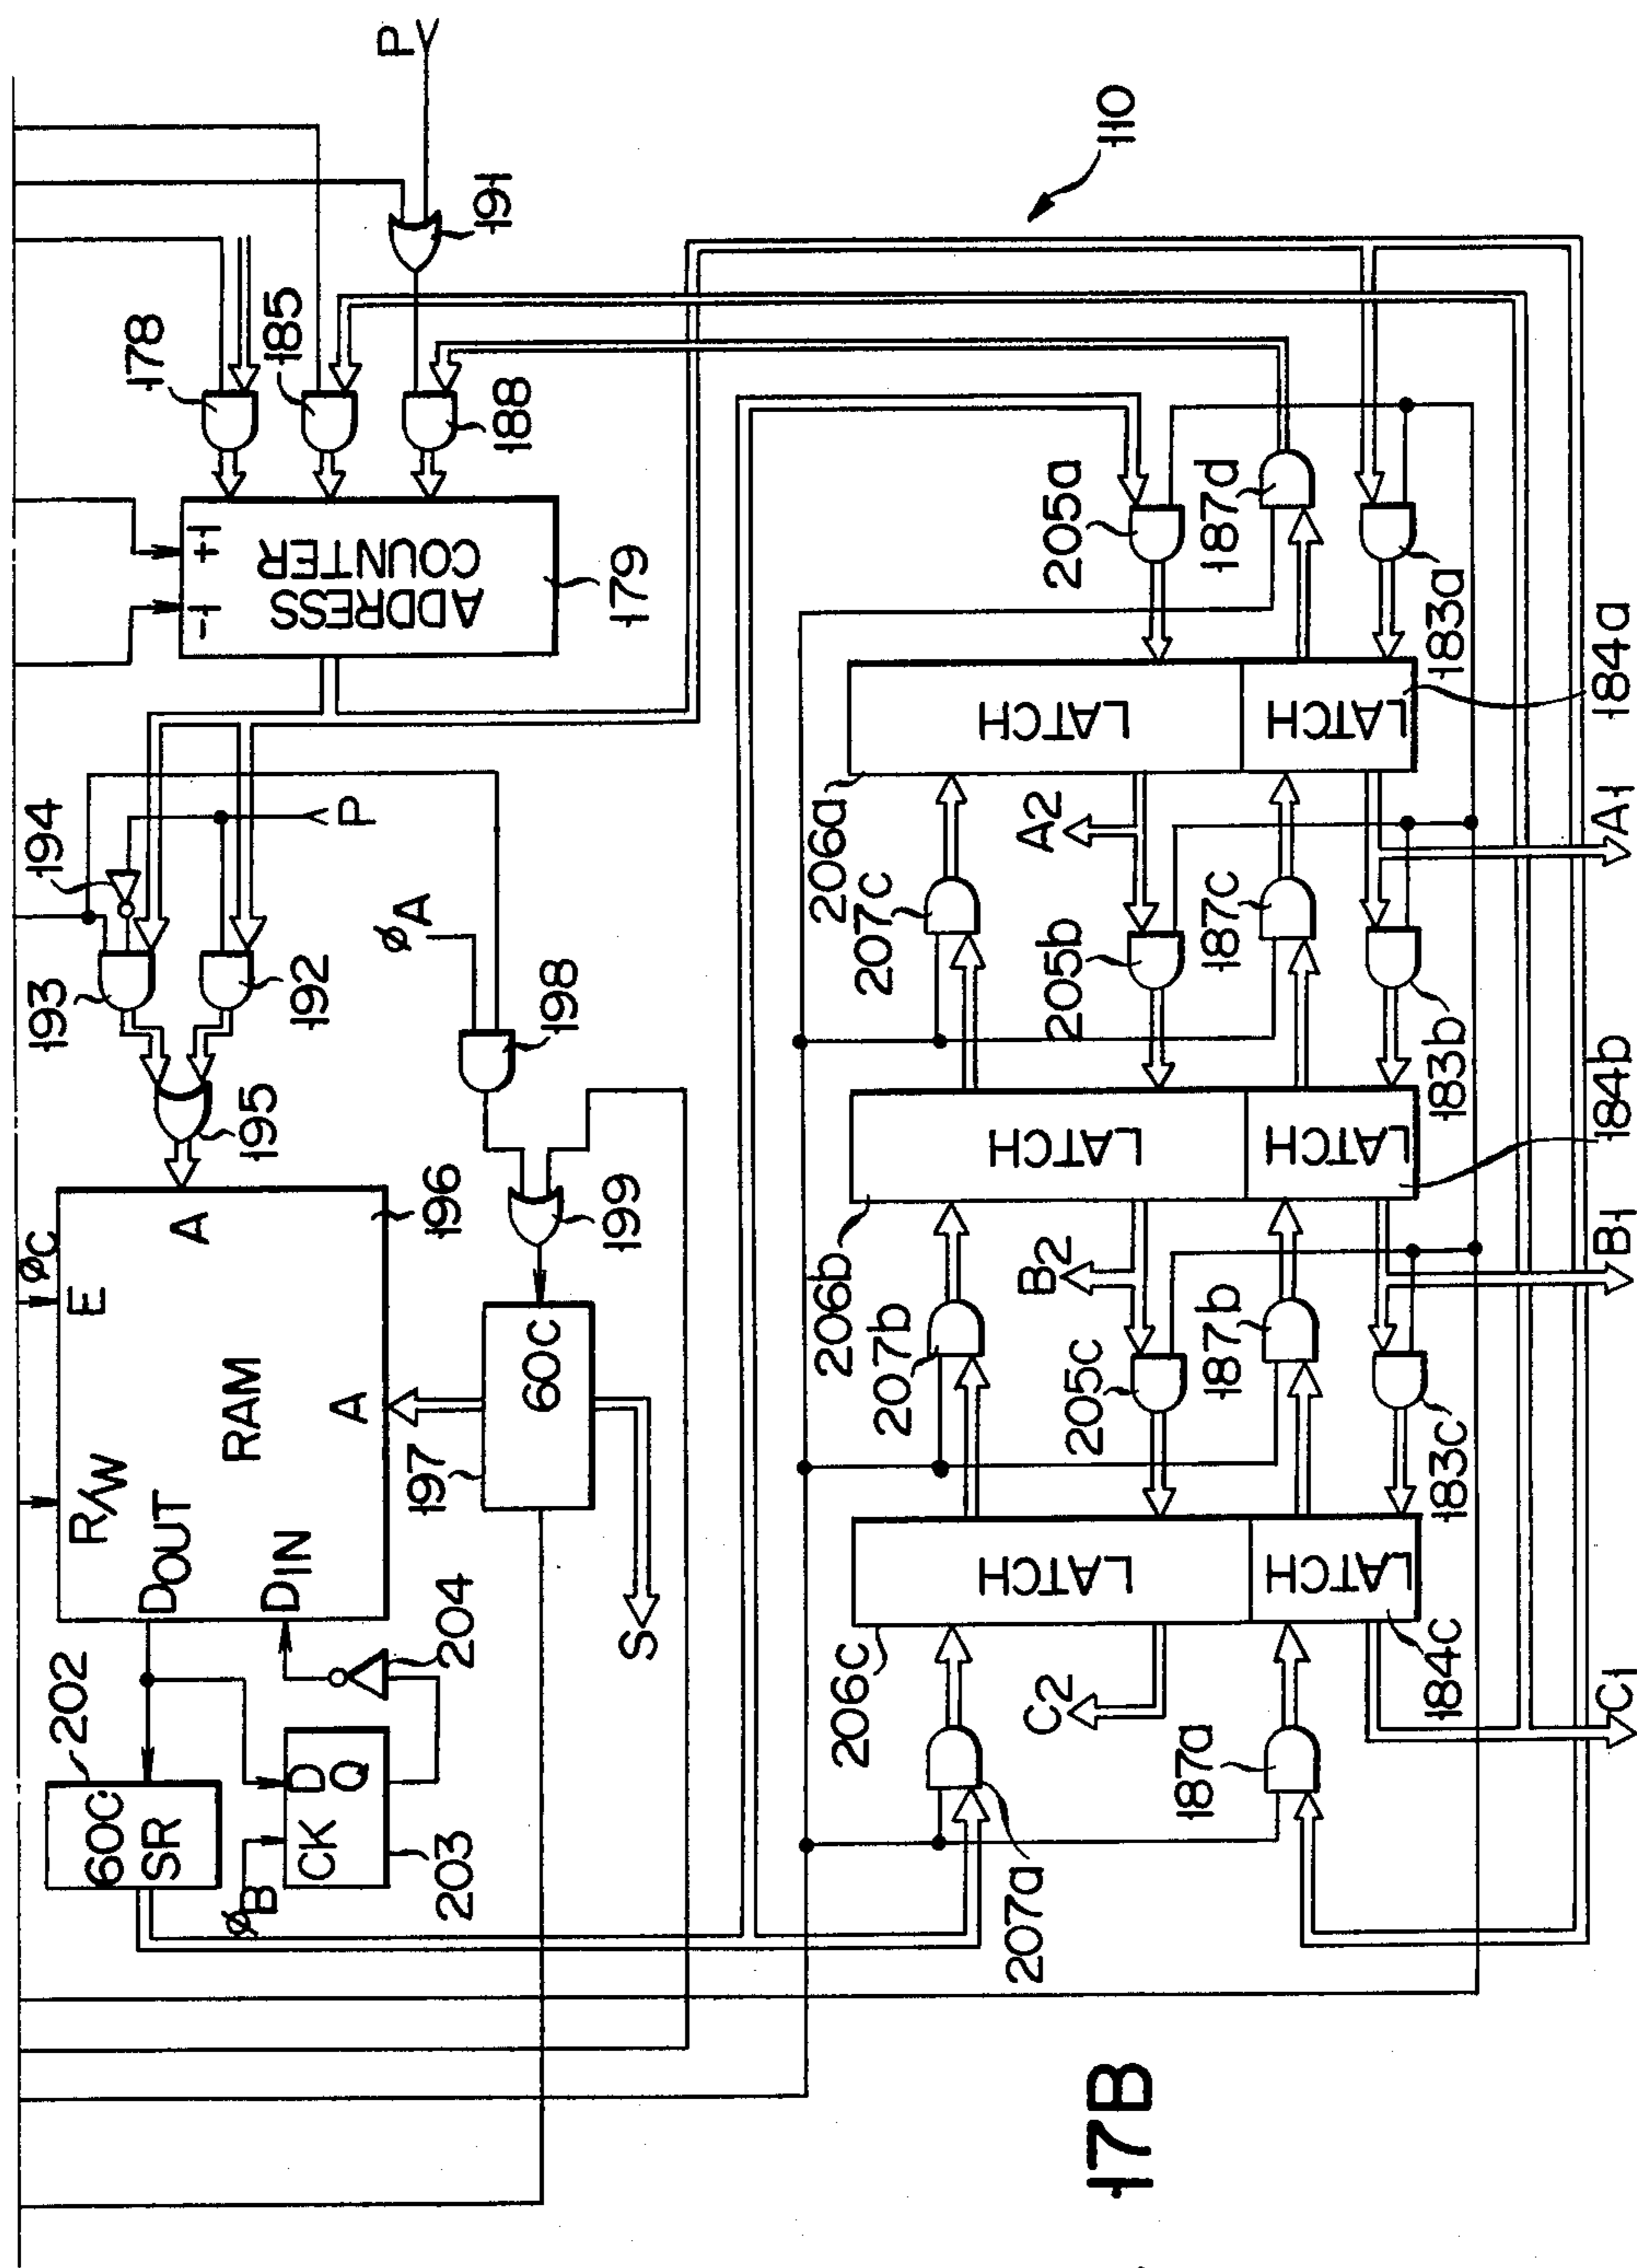 P
110
191
178
185
188
+1
-1
ADDRESS
COUNTER
179
205a
187d
183a
184a
LATCH
LATCH
206a
A2
A1
194
P
193
192
195
øA
198
199
207c
205b
187c
183b
184b
LATCH
LATCH
206b
B2
B1
øC
E
A
196
RAM
A
R/W
DOUT
DIN
60C
197
S
207b
205c
187b
183c
184c
LATCH
LATCH
206c
C2
C1
202
60C
SR
204
D
Q
CK
203
øB
207a
187a
17B